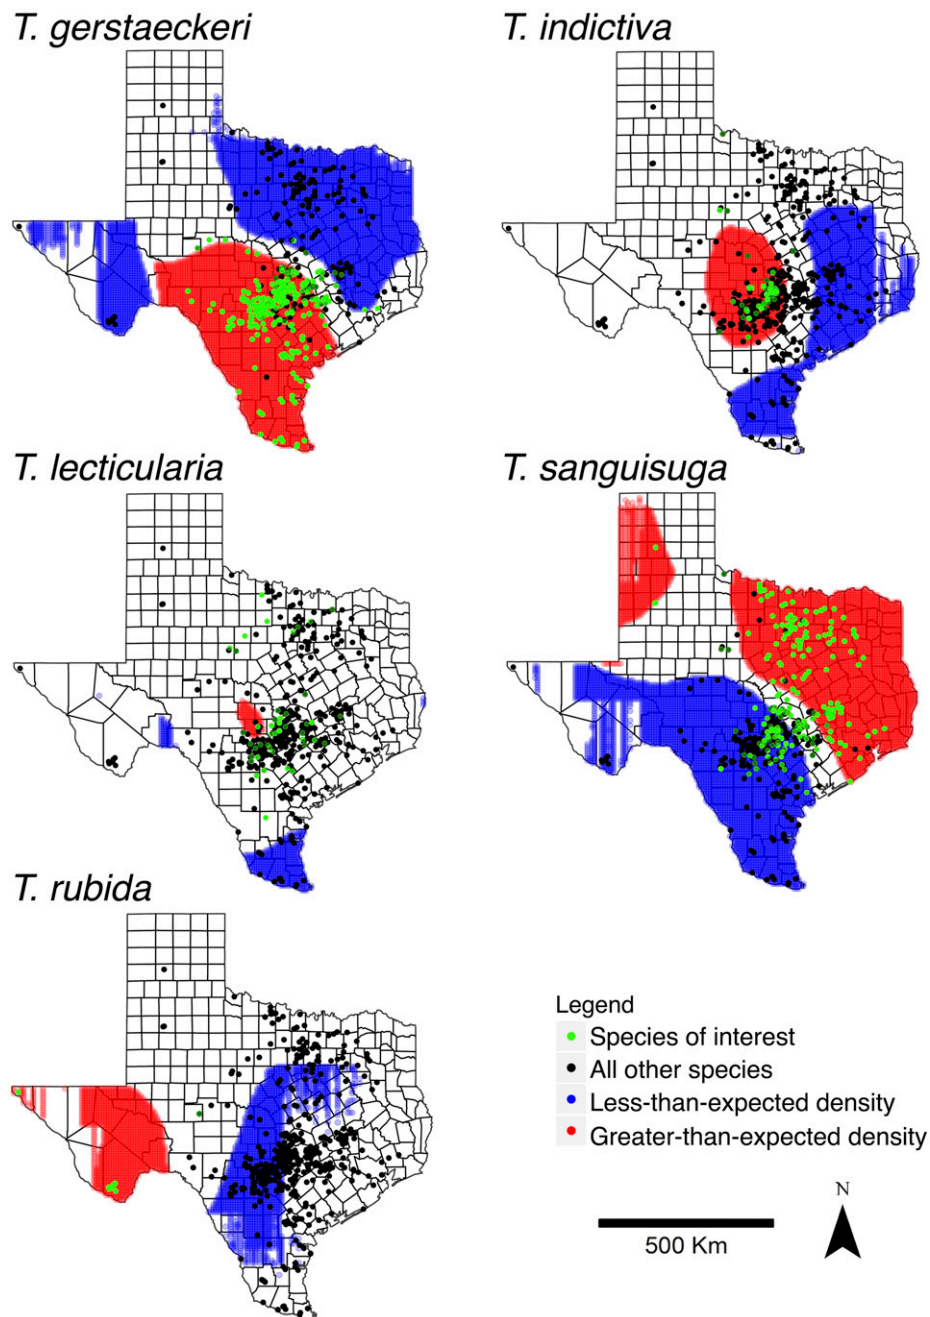 T. gerstaeckeri
T. indictiva
T. lecticularia
T. sanguisuga
T. rubida
Legend
Species of interest
All other species
Less-than-expected density
Greater-than-expected density
500 Km
N